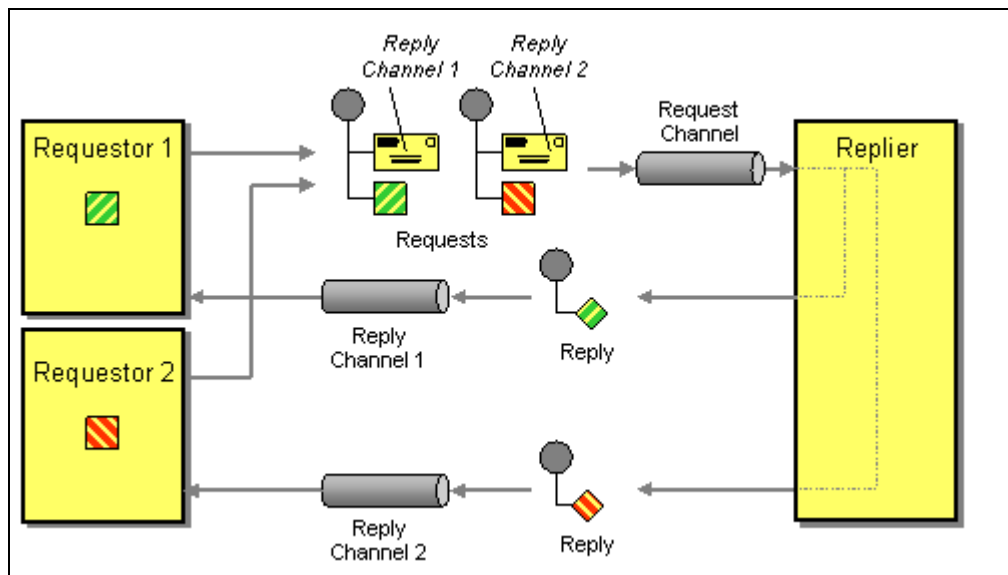 Reply
Channel 1
Reply
Channel 2
Request
Channel
Requestor 1
Replier
Requests
Reply
Channel 1
Reply
Requestor 2
Reply
Channel 2
Reply